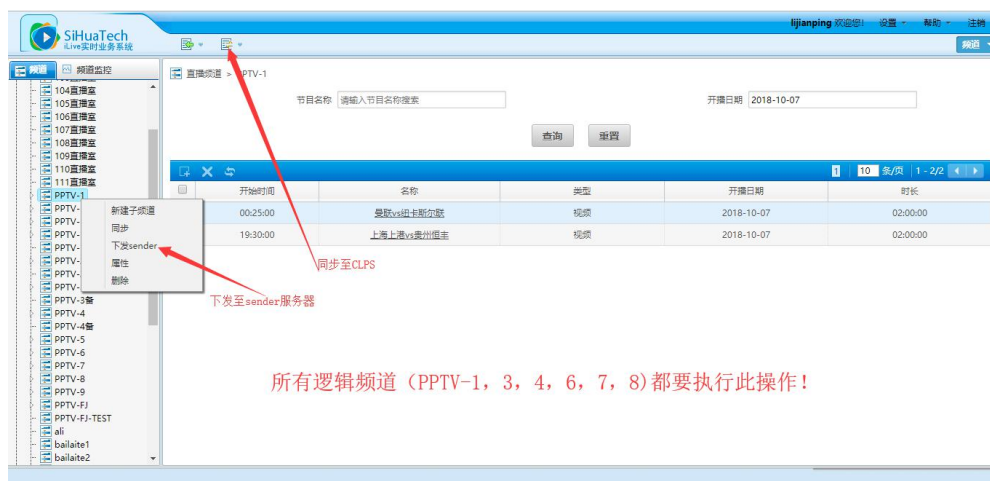 lijianping 欢迎您! 设置 帮助 注销
SiHuaTech
iLive实时业务系统
频道
频道 频道监控
直播频道 > PPTV-1
104直播室
105直播室
106直播室
107直播室
108直播室
109直播室
110直播室
111直播室
PPTV-1
PPTV-
PPTV-
PPTV-
PPTV-
PPTV-
PPTV-
PPTV-
PPTV-3备
PPTV-4
PPTV-4备
PPTV-5
PPTV-6
PPTV-7
PPTV-8
PPTV-9
PPTV-FJ
PPTV-FJ-TEST
ali
bailaite1
bailaite2
新建子频道
同步
下发sender
属性
删除
节目名称 请输入节目名称搜索 开播日期 2018-10-07
查询 重置
1 10 条/页 1 - 2/2
开始时间 名称 类型 开播日期 时长
00:25:00 曼联vs纽卡斯尔联 视频 2018-10-07 02:00:00
19:30:00 上海上港vs贵州恒丰 视频 2018-10-07 02:00:00
同步至CLPS
下发至sender服务器
所有逻辑频道（PPTV-1，3，4，6，7，8)都要执行此操作！